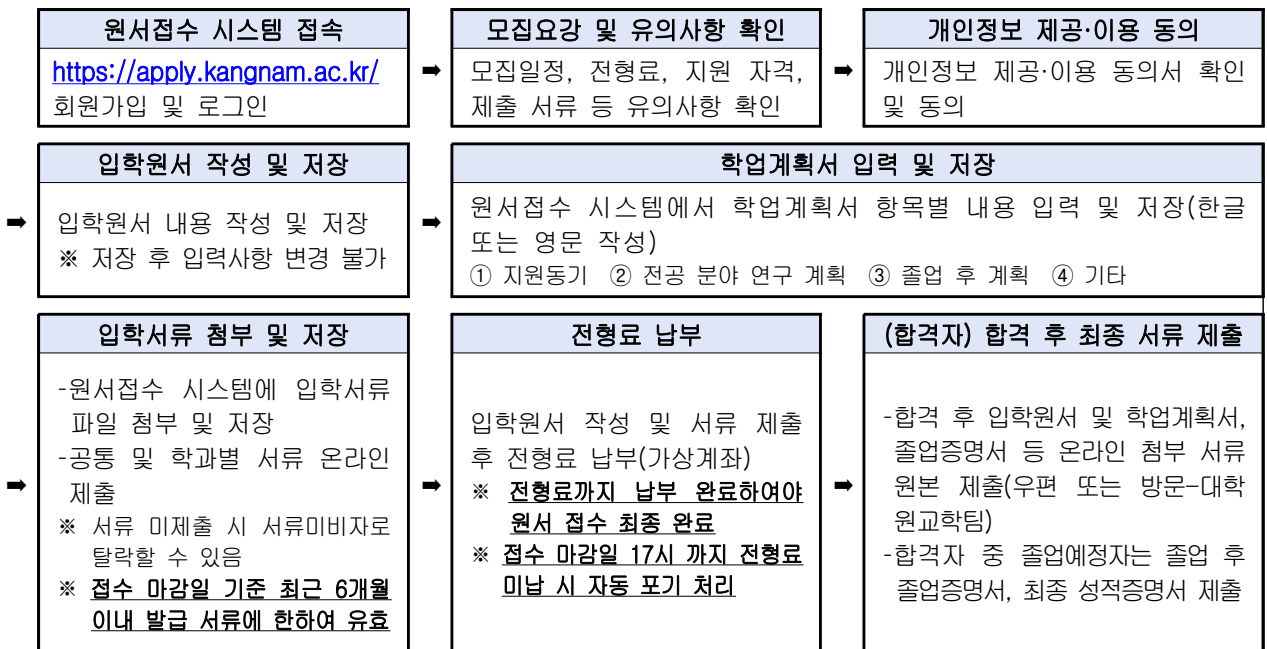 원서접수 시스템 접속
https://apply.kangnam.ac.kr/
회원가입 및 로그인
➡
모집요강 및 유의사항 확인
모집일정, 전형료, 지원 자격,
제출 서류 등 유의사항 확인
➡
개인정보 제공·이용 동의
개인정보 제공·이용 동의서 확인
및 동의
➡
입학원서 작성 및 저장
입학원서 내용 작성 및 저장
※ 저장 후 입력사항 변경 불가
➡
학업계획서 입력 및 저장
원서접수 시스템에서 학업계획서 항목별 내용 입력 및 저장(한글
또는 영문 작성)
① 지원동기 ② 전공 분야 연구 계획 ③ 졸업 후 계획 ④ 기타
➡
입학서류 첨부 및 저장
-원서접수 시스템에 입학서류
파일 첨부 및 저장
-공통 및 학과별 서류 온라인
제출
※ 서류 미제출 시 서류미비자로
탈락할 수 있음
※ 접수 마감일 기준 최근 6개월
이내 발급 서류에 한하여 유효
➡
전형료 납부
입학원서 작성 및 서류 제출
후 전형료 납부(가상계좌)
※ 전형료까지 납부 완료하여야
원서 접수 최종 완료
※ 접수 마감일 17시 까지 전형료
미납 시 자동 포기 처리
➡
(합격자) 합격 후 최종 서류 제출
-합격 후 입학원서 및 학업계획서,
졸업증명서 등 온라인 첨부 서류
원본 제출(우편 또는 방문-대학
원교학팀)
-합격자 중 졸업예정자는 졸업 후
졸업증명서, 최종 성적증명서 제출